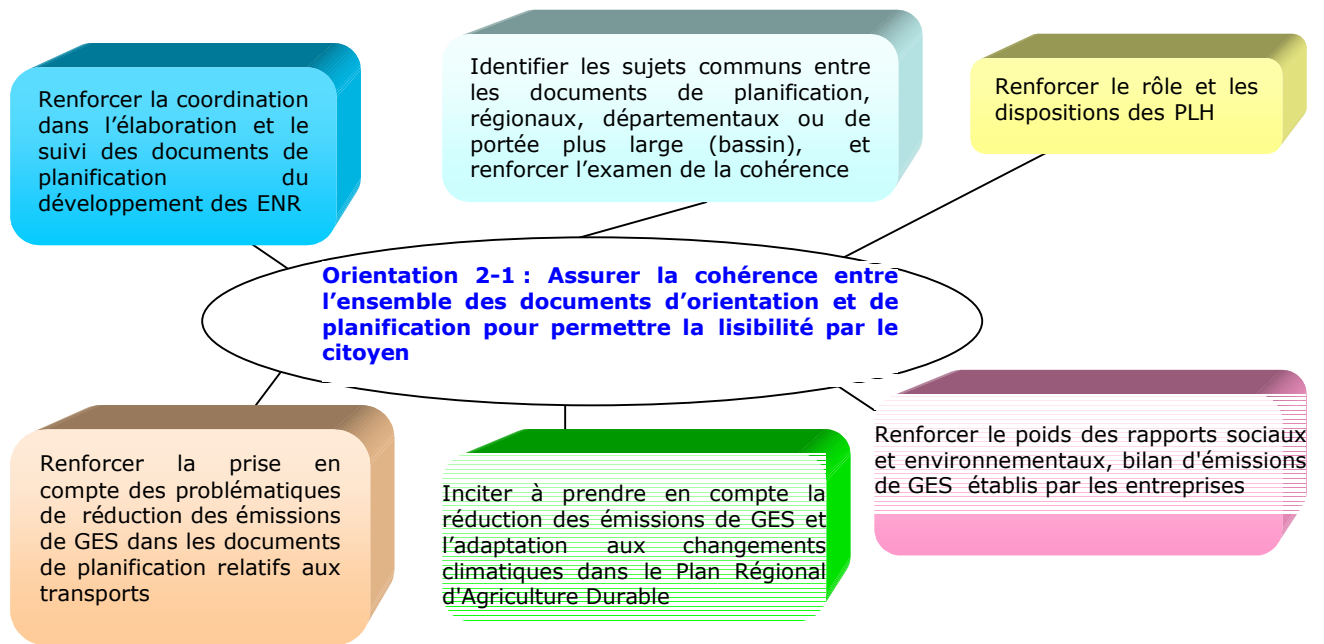 Renforcer la coordination
dans l'élaboration et le
suivi des documents de
planification du
développement des ENR
Identifier les sujets communs entre
les documents de planification,
régionaux, départementaux ou de
portée plus large (bassin), et
renforcer l'examen de la cohérence
Renforcer le rôle et les
dispositions des PLH
Orientation 2-1 : Assurer la cohérence entre
l'ensemble des documents d'orientation et de
planification pour permettre la lisibilité par le
citoyen
Renforcer la prise en
compte des problématiques
de réduction des émissions
de GES dans les documents
de planification relatifs aux
transports
Inciter à prendre en compte la
réduction des émissions de GES et
l'adaptation aux changements
climatiques dans le Plan Régional
d'Agriculture Durable
Renforcer le poids des rapports sociaux
et environnementaux, bilan d'émissions
de GES établis par les entreprises